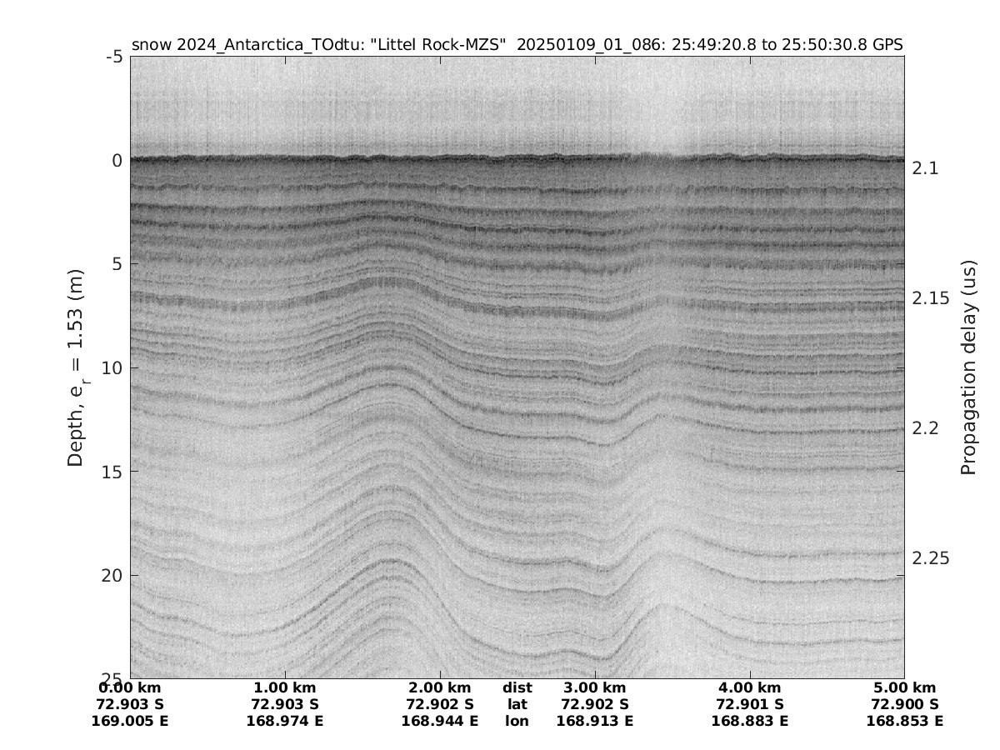 snow 2024_Antarctica_TOdtu: "Littel Rock-MZS"  20250109_01_086: 25:49:20.8 to 25:50:30.8 GPS
-5
0
5
10
15
20
25
Depth, e_r = 1.53 (m)
2.1
2.15
2.2
2.25
Propagation delay (us)
0.00 km 1.00 km 2.00 km dist 3.00 km 4.00 km 5.00 km
72.903 S 72.903 S 72.902 S lat 72.902 S 72.901 S 72.900 S
169.005 E 168.974 E 168.944 E lon 168.913 E 168.883 E 168.853 E